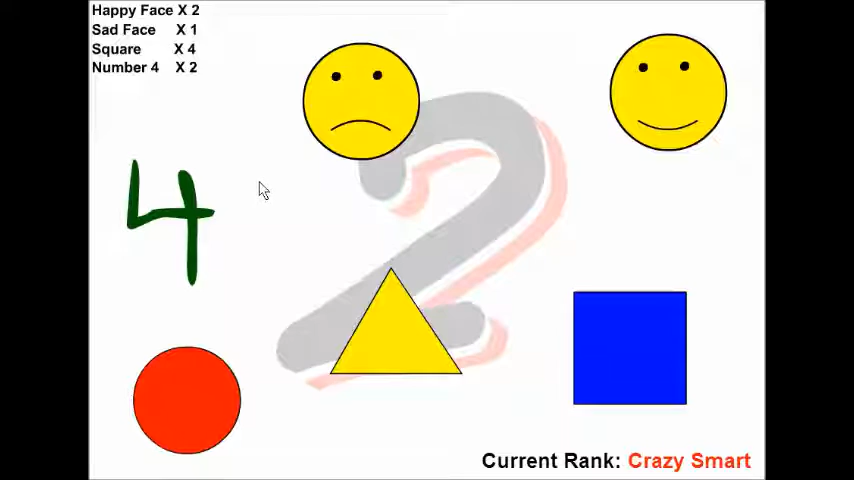 Happy Face X 2
Sad Face X 1
Square X 4
Number 4 X 2
4
2
Current Rank: Crazy Smart